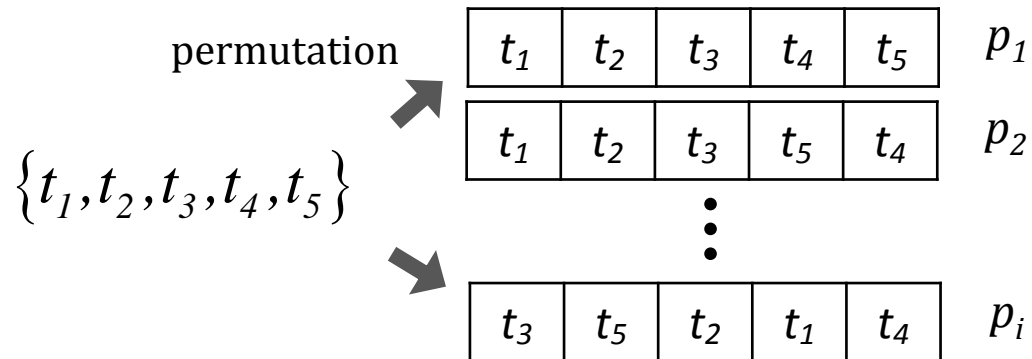 permutation
t₁ t₂ t₃ t₄ t₅ p₁
t₁ t₂ t₃ t₅ t₄ p₂
{t₁,t₂,t₃,t₄,t₅}
t₃ t₅ t₂ t₁ t₄ pᵢ